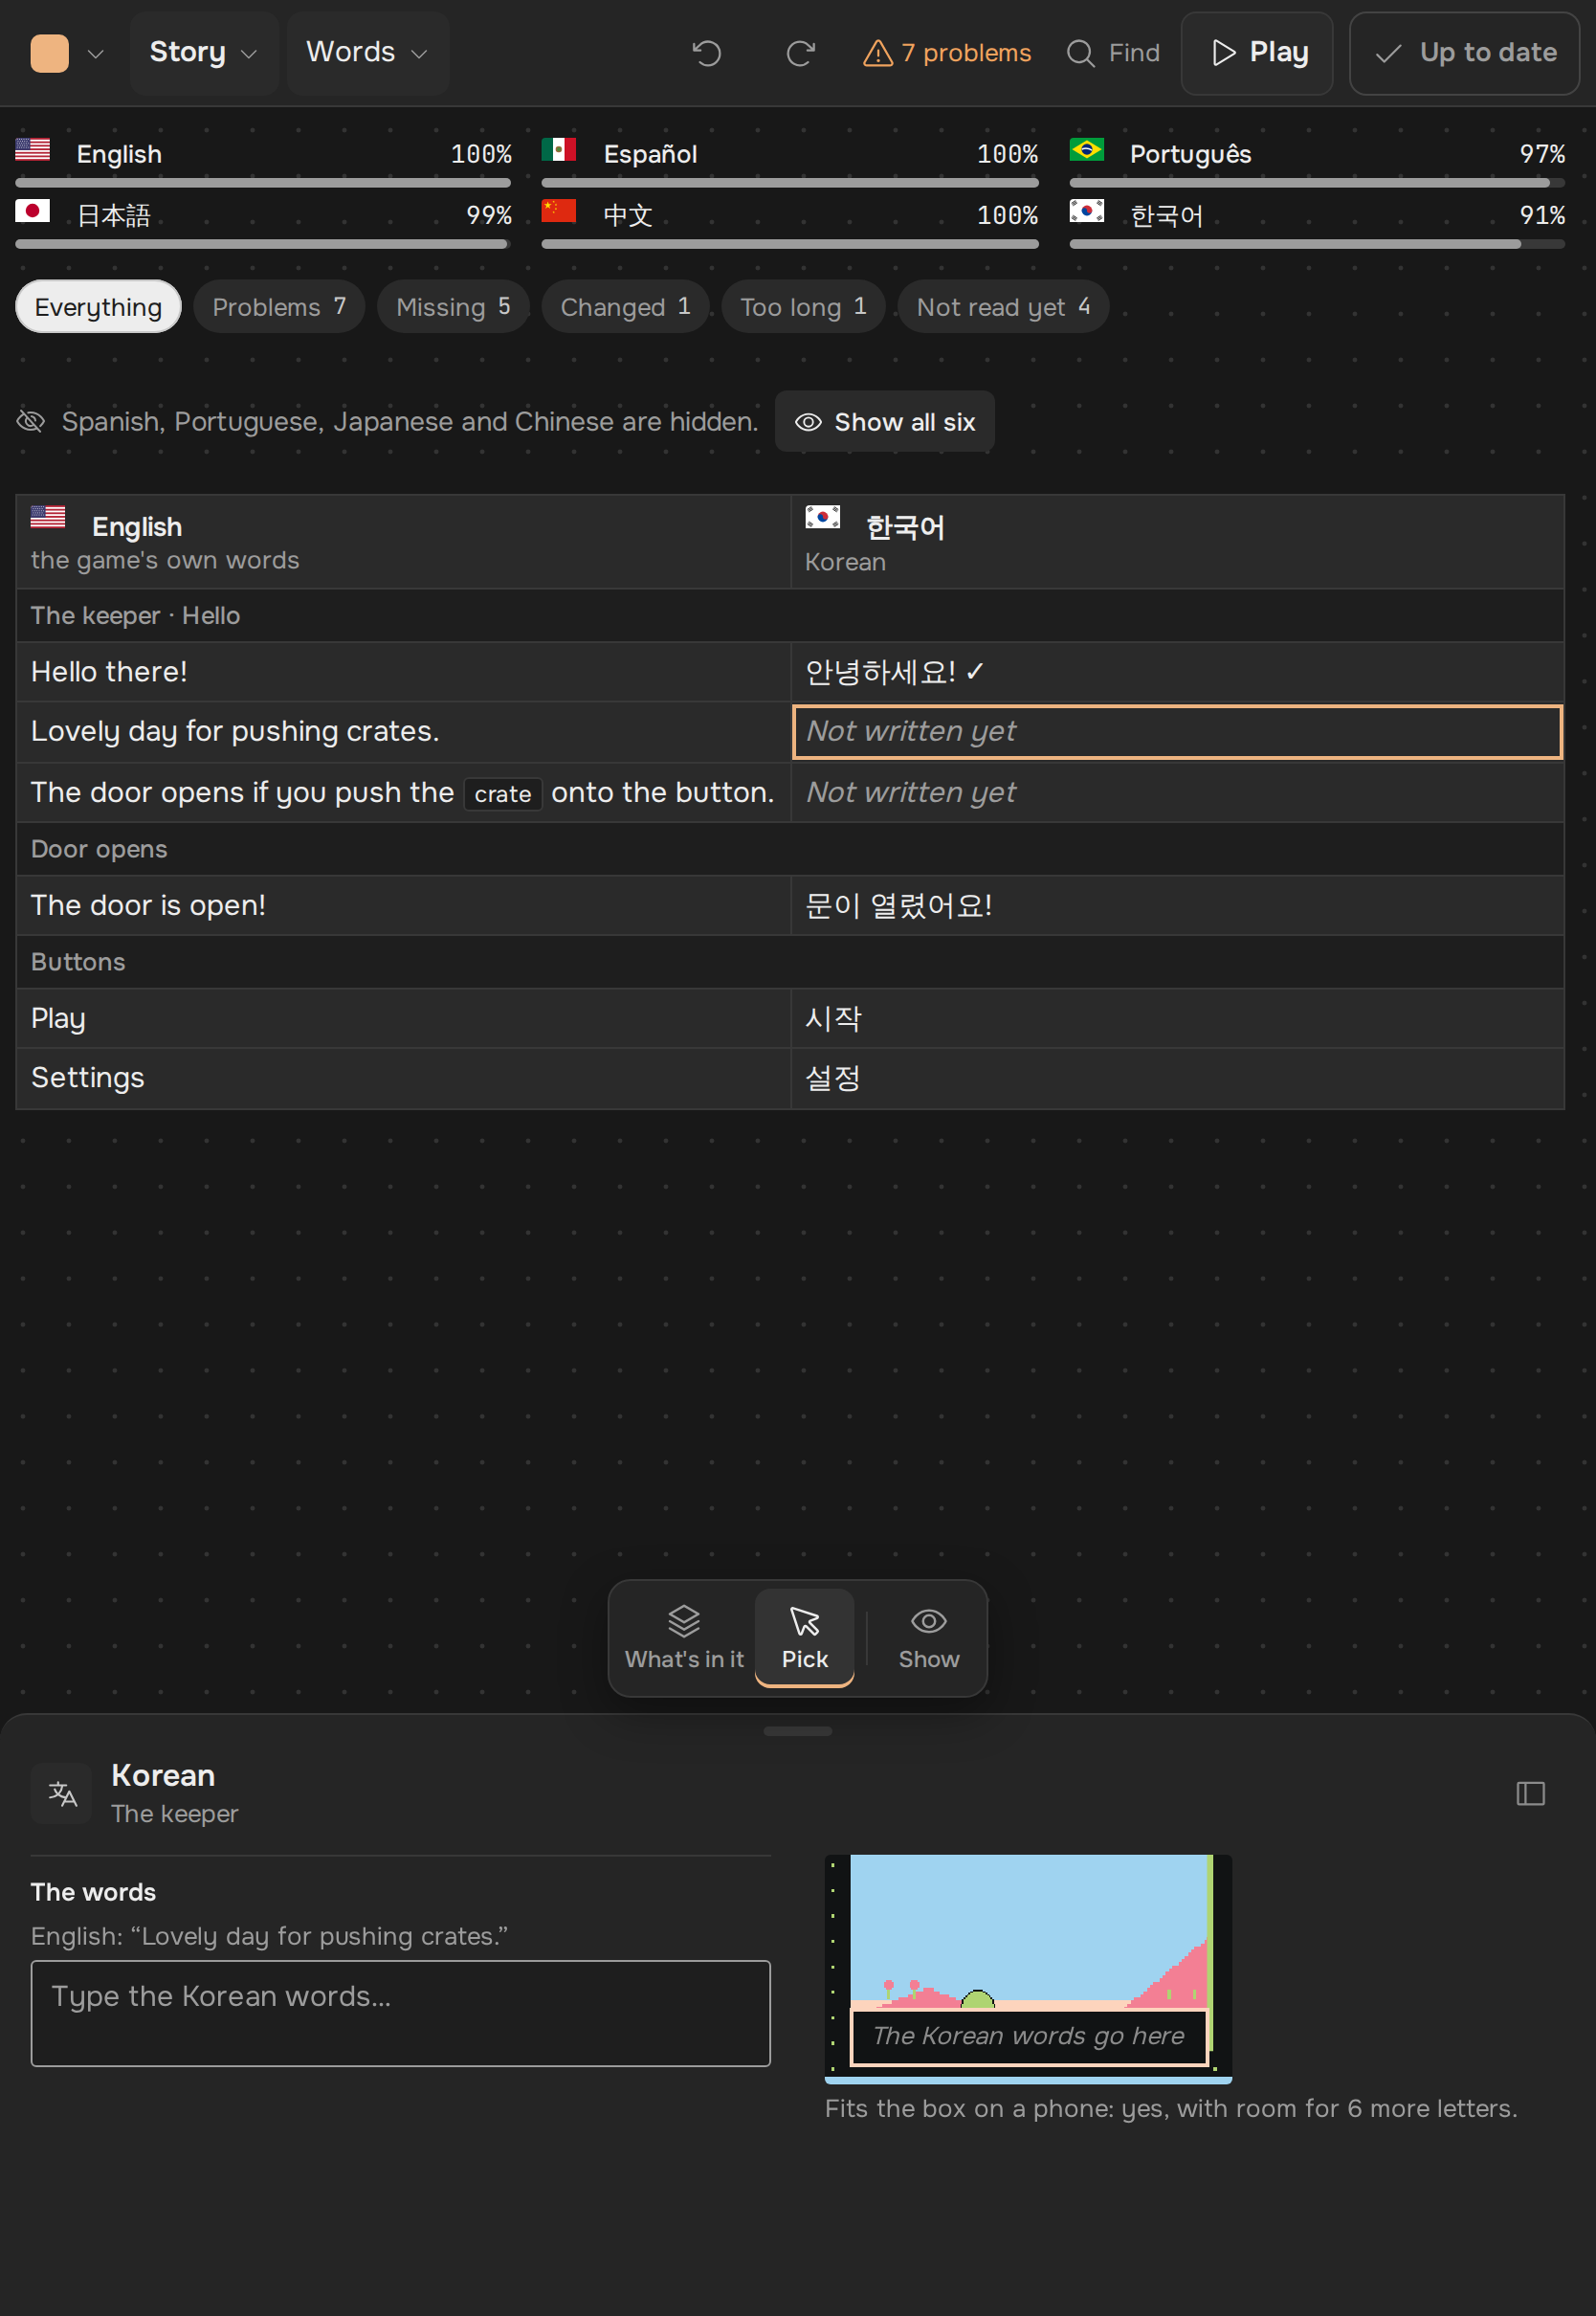 Story Words 7 problems Find Play Up to date
English 100% Español 100% Português 97%
日本語 99% 中文 100% 한국어 91%
Everything Problems 7 Missing 5 Changed 1 Too long 1 Not read yet 4
Spanish, Portuguese, Japanese and Chinese are hidden. Show all six
English 한국어
the game's own words Korean
The keeper · Hello
Hello there! 안녕하세요! ✓
Lovely day for pushing crates. Not written yet
The door opens if you push the crate onto the button. Not written yet
Door opens
The door is open! 문이 열렸어요!
Buttons
Play 시작
Settings 설정
What's in it Pick Show
Korean
The keeper
The words
English: “Lovely day for pushing crates.”
Type the Korean words...
The Korean words go here
Fits the box on a phone: yes, with room for 6 more letters.